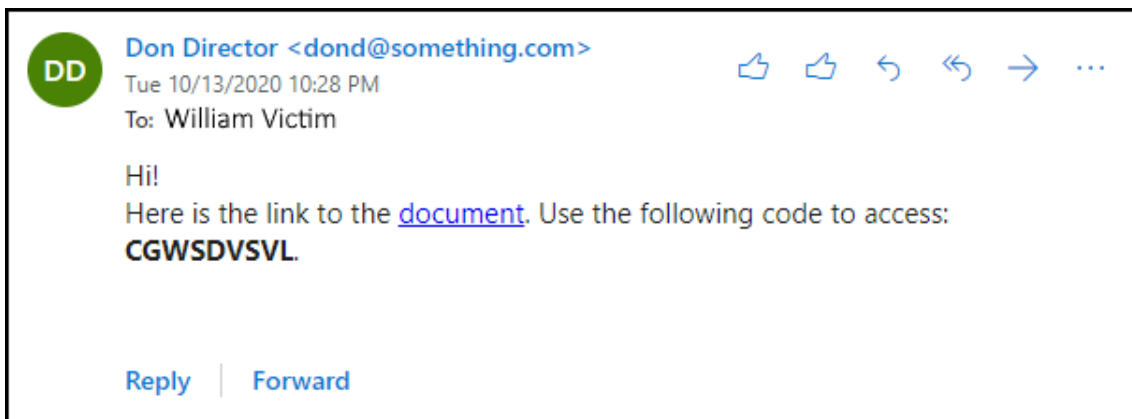 DD
Don Director <dond@something.com>
Tue 10/13/2020 10:28 PM
To: William Victim
Hi!
Here is the link to the document. Use the following code to access:
CGWSDVSVL.
Reply
Forward